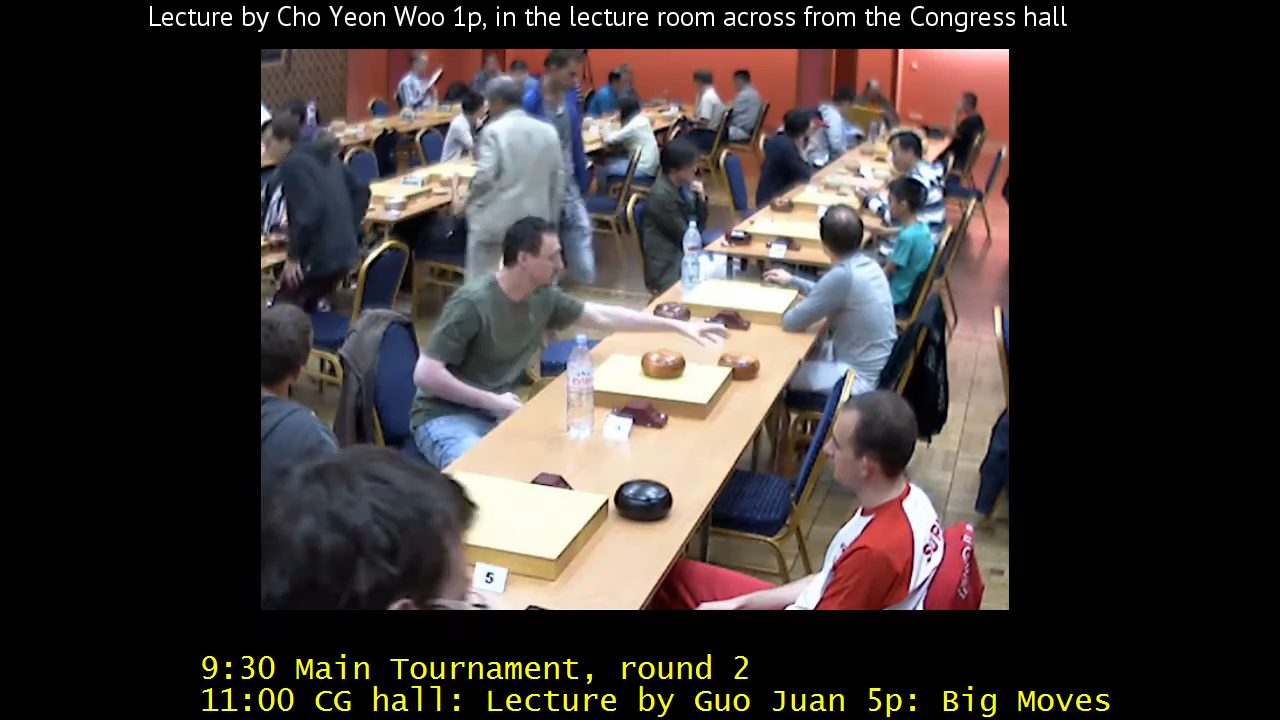 Lecture by Cho Yeon Woo 1p, in the lecture room across from the Congress hall
5
9:30 Main Tournament, round 2
11:00 CG hall: Lecture by Guo Juan 5p: Big Moves